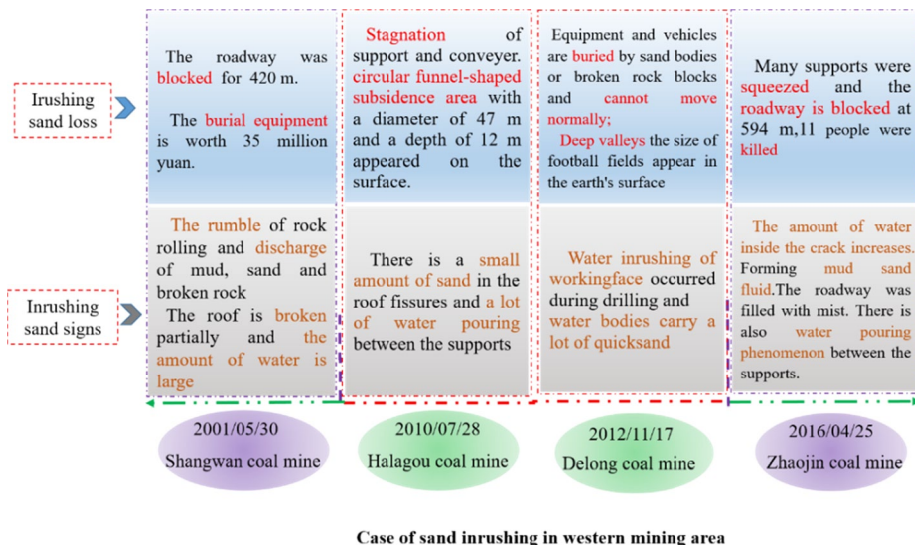 Irushing
sand loss
The roadway was
blocked for 420 m.
The burial equipment
is worth 35 million
yuan.
Stagnation of
support and conveyer.
circular funnel-shaped
subsidence area with
a diameter of 47 m
and a depth of 12 m
appeared on the
surface.
Equipment and vehicles
are buried by sand bodies
or broken rock blocks
and cannot move
normally;
Deep valleys the size of
football fields appear in
the earth's surface
Many supports were
squeezed and the
roadway is blocked at
594 m,11 people were
killed
Inrushing
sand signs
The rumble of rock
rolling and discharge
of mud, sand and
broken rock
The roof is broken
partially and the
amount of water is
large
There is a small
amount of sand in the
roof fissures and a lot
of water pouring
between the supports
Water inrushing of
workingface occurred
during drilling and
water bodies carry a
lot of quicksand
The amount of water
inside the crack increases.
Forming mud sand
fluid.The roadway was
filled with mist. There is
also water pouring
phenomenon between the
supports.
2001/05/30
Shangwan coal mine
2010/07/28
Halagou coal mine
2012/11/17
Delong coal mine
2016/04/25
Zhaojin coal mine
Case of sand inrushing in western mining area